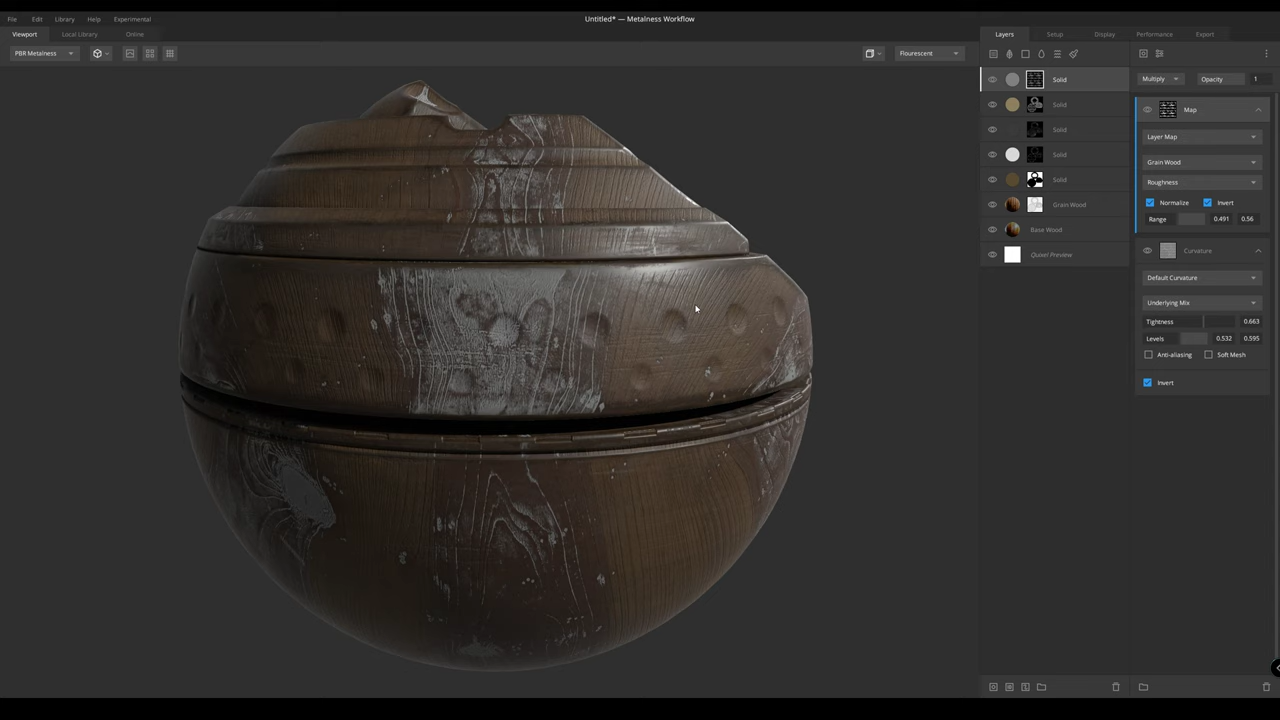 Untitled* — Metalness Workflow
File Edit Library Help Experimental
Viewport Local Library Online
Layers Setup Display Performance Export
PBR Metalness
Flourescent
Solid
Solid
Solid
Solid
Solid
Grain Wood
Base Wood
Quixel Preview
Multiply Opacity 1
Map
Layer Map
Grain Wood
Roughness
Normalize Invert
Range 0.491 0.56
Curvature
Default Curvature
Underlying Mix
Tightness 0.663
Levels 0.532 0.595
Anti-aliasing Soft Mesh
Invert